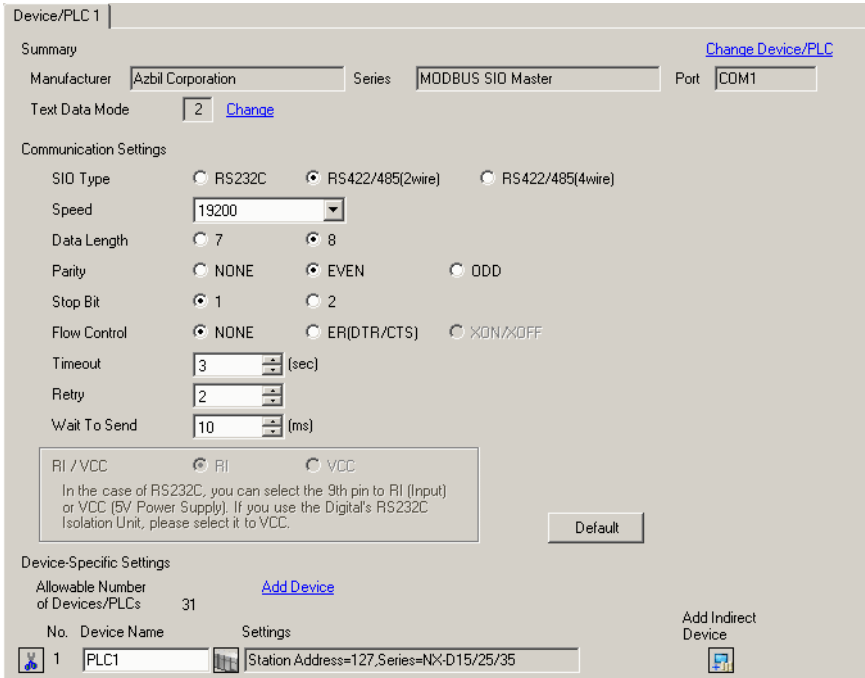 Device/PLC 1
Summary Change Device/PLC
Manufacturer Azbil Corporation Series MODBUS SIO Master Port COM1
Text Data Mode 2 Change
Communication Settings
SIO Type RS232C RS422/485(2wire) RS422/485(4wire)
Speed 19200
Data Length 7 8
Parity NONE EVEN ODD
Stop Bit 1 2
Flow Control NONE ER(DTR/CTS) XON/XOFF
Timeout 3 (sec)
Retry 2
Wait To Send 10 (ms)
RI / VCC RI VCC
In the case of RS232C, you can select the 9th pin to RI (Input)
or VCC (5V Power Supply). If you use the Digital's RS232C
Isolation Unit, please select it to VCC.
Default
Device-Specific Settings
Allowable Number Add Device
of Devices/PLCs 31
Add Indirect
No. Device Name Settings Device
1 PLC1 Station Address=127,Series=NX-D15/25/35